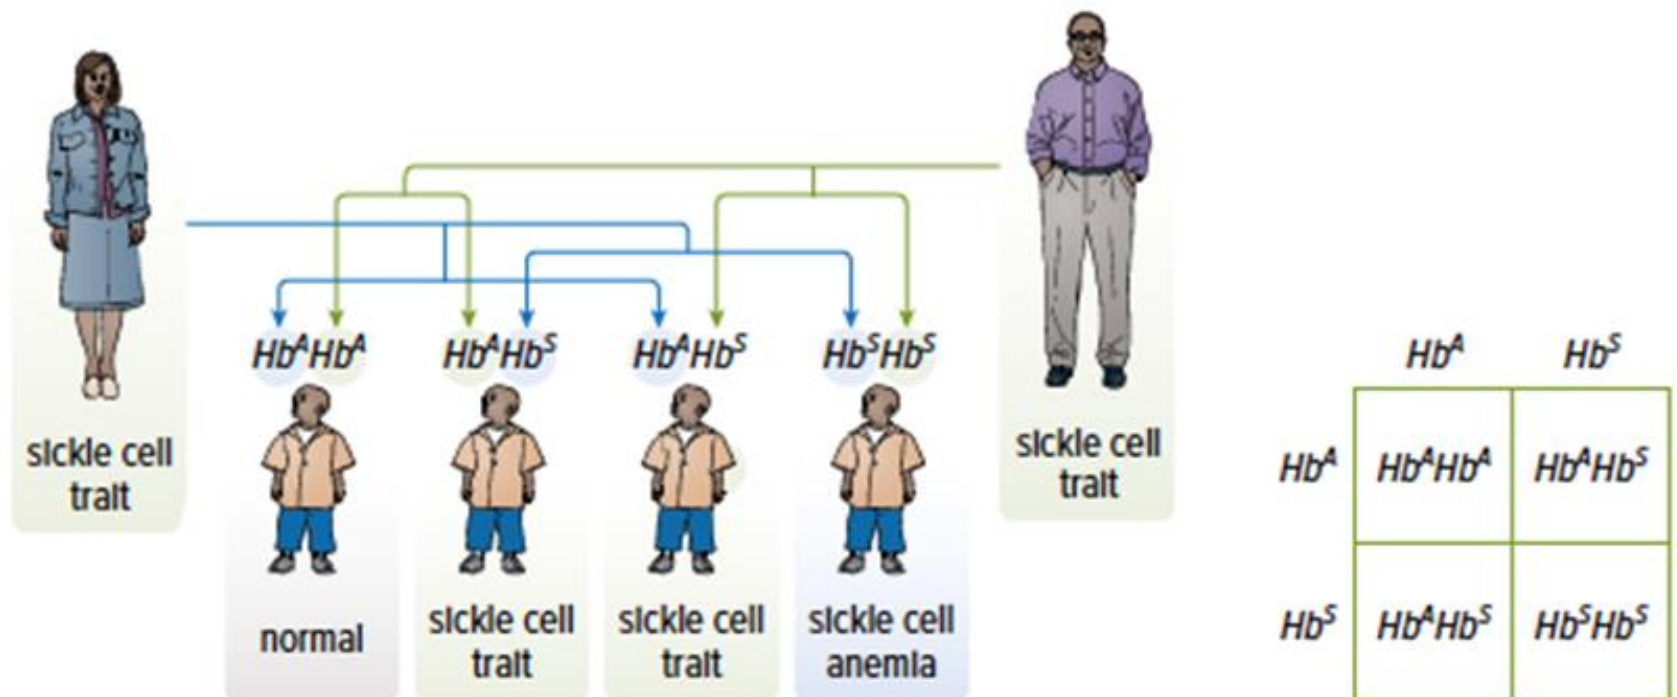 Hb^A Hb^A
Hb^A Hb^S
Hb^A Hb^S
Hb^S Hb^S
sickle cell
trait
normal
sickle cell
trait
sickle cell
trait
sickle cell
anemia
sickle cell
trait
Hb^A Hb^S
Hb^A Hb^A Hb^A Hb^A Hb^S
Hb^S Hb^A Hb^S Hb^S Hb^S